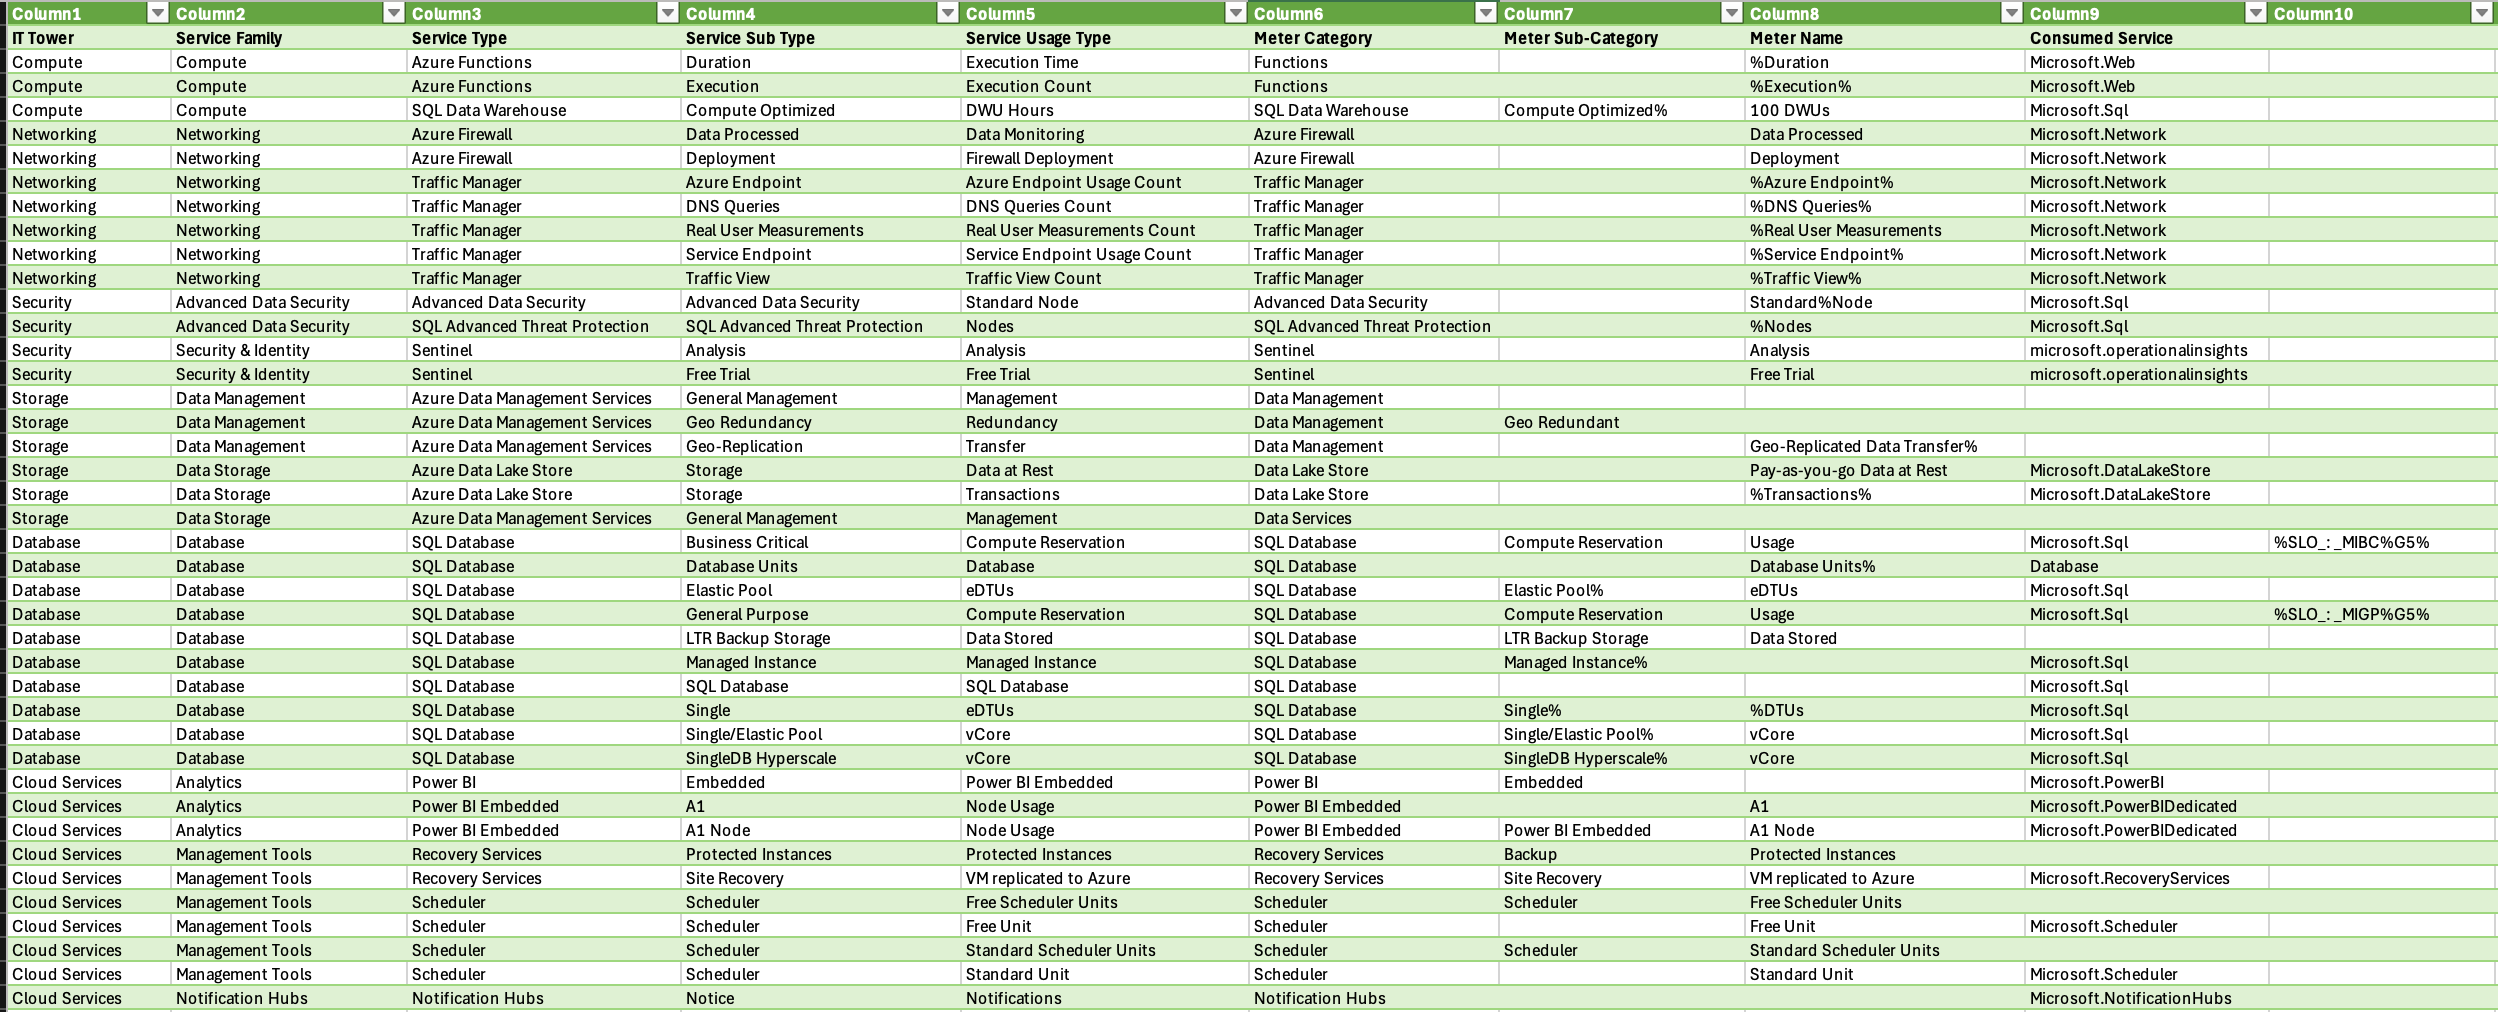 Column1 Column2 Column3 Column4 Column5 Column6 Column7 Column8 Column9 Column10
IT Tower Service Family Service Type Service Sub Type Service Usage Type Meter Category Meter Sub-Category Meter Name Consumed Service
Compute Compute Azure Functions Duration Execution Time Functions %Duration Microsoft.Web
Compute Compute Azure Functions Execution Execution Count Functions %Execution% Microsoft.Web
Compute Compute SQL Data Warehouse Compute Optimized DWU Hours SQL Data Warehouse Compute Optimized% 100 DWUs Microsoft.Sql
Networking Networking Azure Firewall Data Processed Data Monitoring Azure Firewall Data Processed Microsoft.Network
Networking Networking Azure Firewall Deployment Firewall Deployment Azure Firewall Deployment Microsoft.Network
Networking Networking Traffic Manager Azure Endpoint Azure Endpoint Usage Count Traffic Manager %Azure Endpoint% Microsoft.Network
Networking Networking Traffic Manager DNS Queries DNS Queries Count Traffic Manager %DNS Queries% Microsoft.Network
Networking Networking Traffic Manager Real User Measurements Real User Measurements Count Traffic Manager %Real User Measurements Microsoft.Network
Networking Networking Traffic Manager Service Endpoint Service Endpoint Usage Count Traffic Manager %Service Endpoint% Microsoft.Network
Networking Networking Traffic Manager Traffic View Traffic View Count Traffic Manager %Traffic View% Microsoft.Network
Security Advanced Data Security Advanced Data Security Advanced Data Security Standard Node Advanced Data Security Standard%Node Microsoft.Sql
Security Advanced Data Security SQL Advanced Threat Protection SQL Advanced Threat Protection Nodes SQL Advanced Threat Protection %Nodes Microsoft.Sql
Security Security & Identity Sentinel Analysis Analysis Sentinel Analysis microsoft.operationalinsights
Security Security & Identity Sentinel Free Trial Free Trial Sentinel Free Trial microsoft.operationalinsights
Storage Data Management Azure Data Management Services General Management Management Data Management
Storage Data Management Azure Data Management Services Geo Redundancy Redundancy Data Management Geo Redundant
Storage Data Management Azure Data Management Services Geo-Replication Transfer Data Management Geo-Replicated Data Transfer%
Storage Data Storage Azure Data Lake Store Storage Data at Rest Data Lake Store Pay-as-you-go Data at Rest Microsoft.DataLakeStore
Storage Data Storage Azure Data Lake Store Storage Transactions Data Lake Store %Transactions% Microsoft.DataLakeStore
Storage Data Storage Azure Data Management Services General Management Management Data Services
Database Database SQL Database Business Critical Compute Reservation SQL Database Compute Reservation Usage Microsoft.Sql %SLO_:_MIBC%G5%
Database Database SQL Database Database Units Database SQL Database Database Units% Database
Database Database SQL Database Elastic Pool eDTUs SQL Database Elastic Pool% eDTUs Microsoft.Sql
Database Database SQL Database General Purpose Compute Reservation SQL Database Compute Reservation Usage Microsoft.Sql %SLO_:_MIGP%G5%
Database Database SQL Database LTR Backup Storage Data Stored SQL Database LTR Backup Storage Data Stored
Database Database SQL Database Managed Instance Managed Instance SQL Database Managed Instance% Microsoft.Sql
Database Database SQL Database SQL Database SQL Database SQL Database Microsoft.Sql
Database Database SQL Database Single eDTUs SQL Database Single% %DTUs Microsoft.Sql
Database Database SQL Database Single/Elastic Pool vCore SQL Database Single/Elastic Pool% vCore Microsoft.Sql
Database Database SQL Database SingleDB Hyperscale vCore SQL Database SingleDB Hyperscale% vCore Microsoft.Sql
Cloud Services Analytics Power BI Embedded Power BI Embedded Power BI Embedded Microsoft.PowerBI
Cloud Services Analytics Power BI Embedded A1 Node Usage Power BI Embedded A1 Microsoft.PowerBIDedicated
Cloud Services Analytics Power BI Embedded A1 Node Node Usage Power BI Embedded Power BI Embedded A1 Node Microsoft.PowerBIDedicated
Cloud Services Management Tools Recovery Services Protected Instances Protected Instances Recovery Services Backup Protected Instances
Cloud Services Management Tools Recovery Services Site Recovery VM replicated to Azure Recovery Services Site Recovery VM replicated to Azure Microsoft.RecoveryServices
Cloud Services Management Tools Scheduler Scheduler Free Scheduler Units Scheduler Scheduler Free Scheduler Units
Cloud Services Management Tools Scheduler Scheduler Free Unit Scheduler Free Unit Microsoft.Scheduler
Cloud Services Management Tools Scheduler Scheduler Standard Scheduler Units Scheduler Scheduler Standard Scheduler Units
Cloud Services Management Tools Scheduler Scheduler Standard Unit Scheduler Standard Unit Microsoft.Scheduler
Cloud Services Notification Hubs Notification Hubs Notice Notifications Notification Hubs Microsoft.NotificationHubs